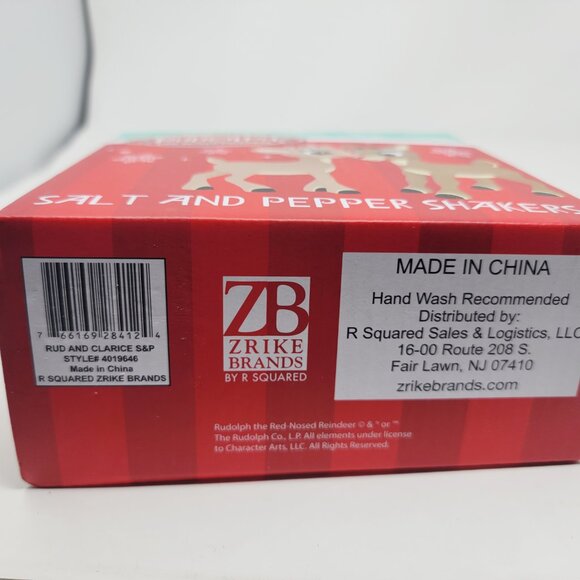 SALT AND PEPPER SHAKERS
7 66169 28412 4
RUD AND CLARICE S&P
STYLE# 4019646
Made in China
R SQUARED ZRIKE BRANDS
ZB
ZRIKE
BRANDS
BY R SQUARED
MADE IN CHINA
Hand Wash Recommended
Distributed by:
R Squared Sales & Logistics, LLC
16-00 Route 208 S.
Fair Lawn, NJ 07410
zrikebrands.com
Rudolph the Red-Nosed Reindeer © & ™ or ™
The Rudolph Co., L.P. All elements under license
to Character Arts, LLC. All Rights Reserved.